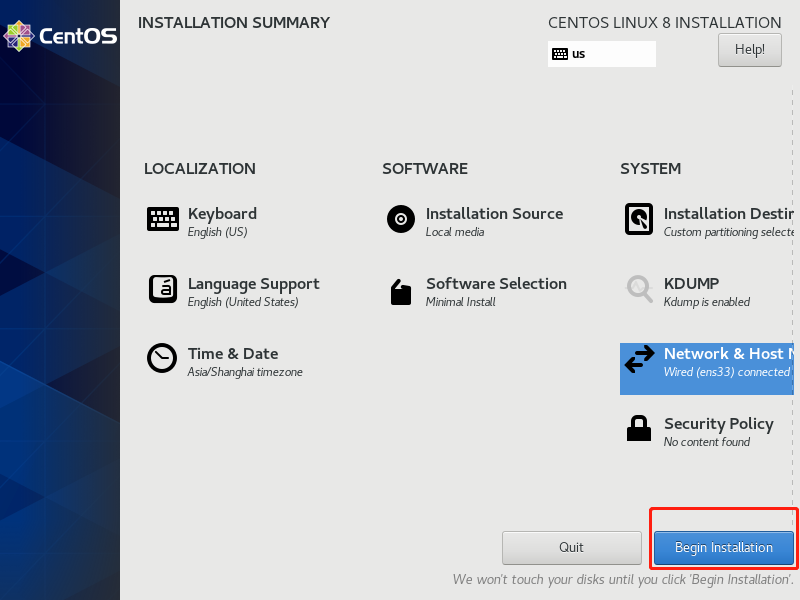 CentOS
INSTALLATION SUMMARY
CENTOS LINUX 8 INSTALLATION
us
Help!
LOCALIZATION
Keyboard
English (US)
Language Support
English (United States)
Time & Date
Asia/Shanghai timezone
SOFTWARE
Installation Source
Local media
Software Selection
Minimal Install
SYSTEM
Installation Destin
Custom partitioning selecte
KDUMP
Kdump is enabled
Network & Host N
Wired (ens33) connected
Security Policy
No content found
Quit
Begin Installation
We won't touch your disks until you click 'Begin Installation'.